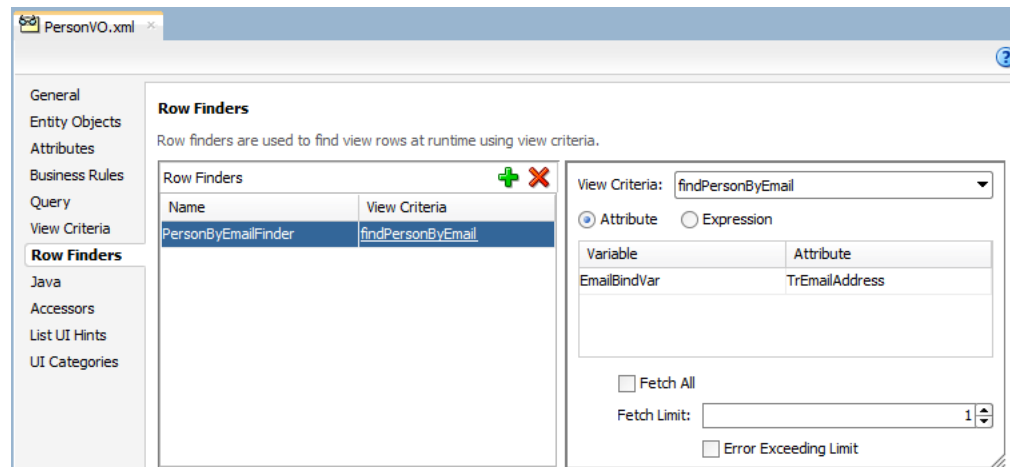 PersonVO.xml
General
Entity Objects
Attributes
Business Rules
Query
View Criteria
Row Finders
Java
Accessors
List UI Hints
UI Categories
Row Finders
Row finders are used to find view rows at runtime using view criteria.
Row Finders
Name View Criteria
PersonByEmailFinder findPersonByEmail
View Criteria: findPersonByEmail
Attribute Expression
Variable Attribute
EmailBindVar TrEmailAddress
Fetch All
Fetch Limit: 1
Error Exceeding Limit